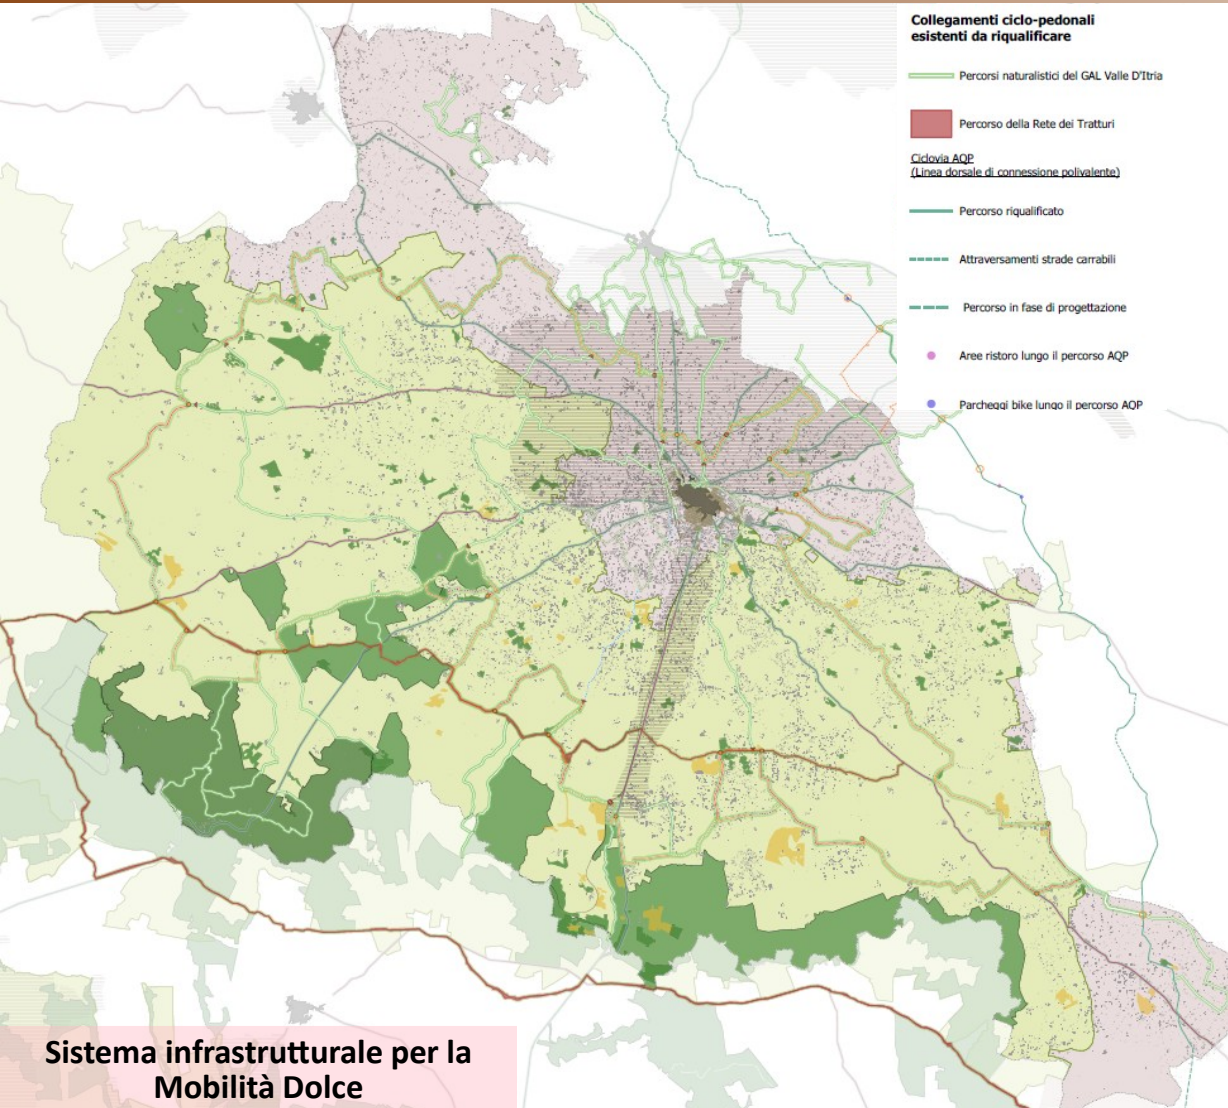 Collegamenti ciclo-pedonali
esistenti da riqualificare
Percorsi naturalistici del GAL Valle D'Itria
Percorso della Rete dei Tratturi
Ciclovia AQP
(Linea dorsale di connessione polivalente)
Percorso riqualificato
Attraversamenti strade carrabili
Percorso in fase di progettazione
Aree ristoro lungo il percorso AQP
Parcheggi bike lungo il percorso AQP
Sistema infrastrutturale per la
Mobilità Dolce